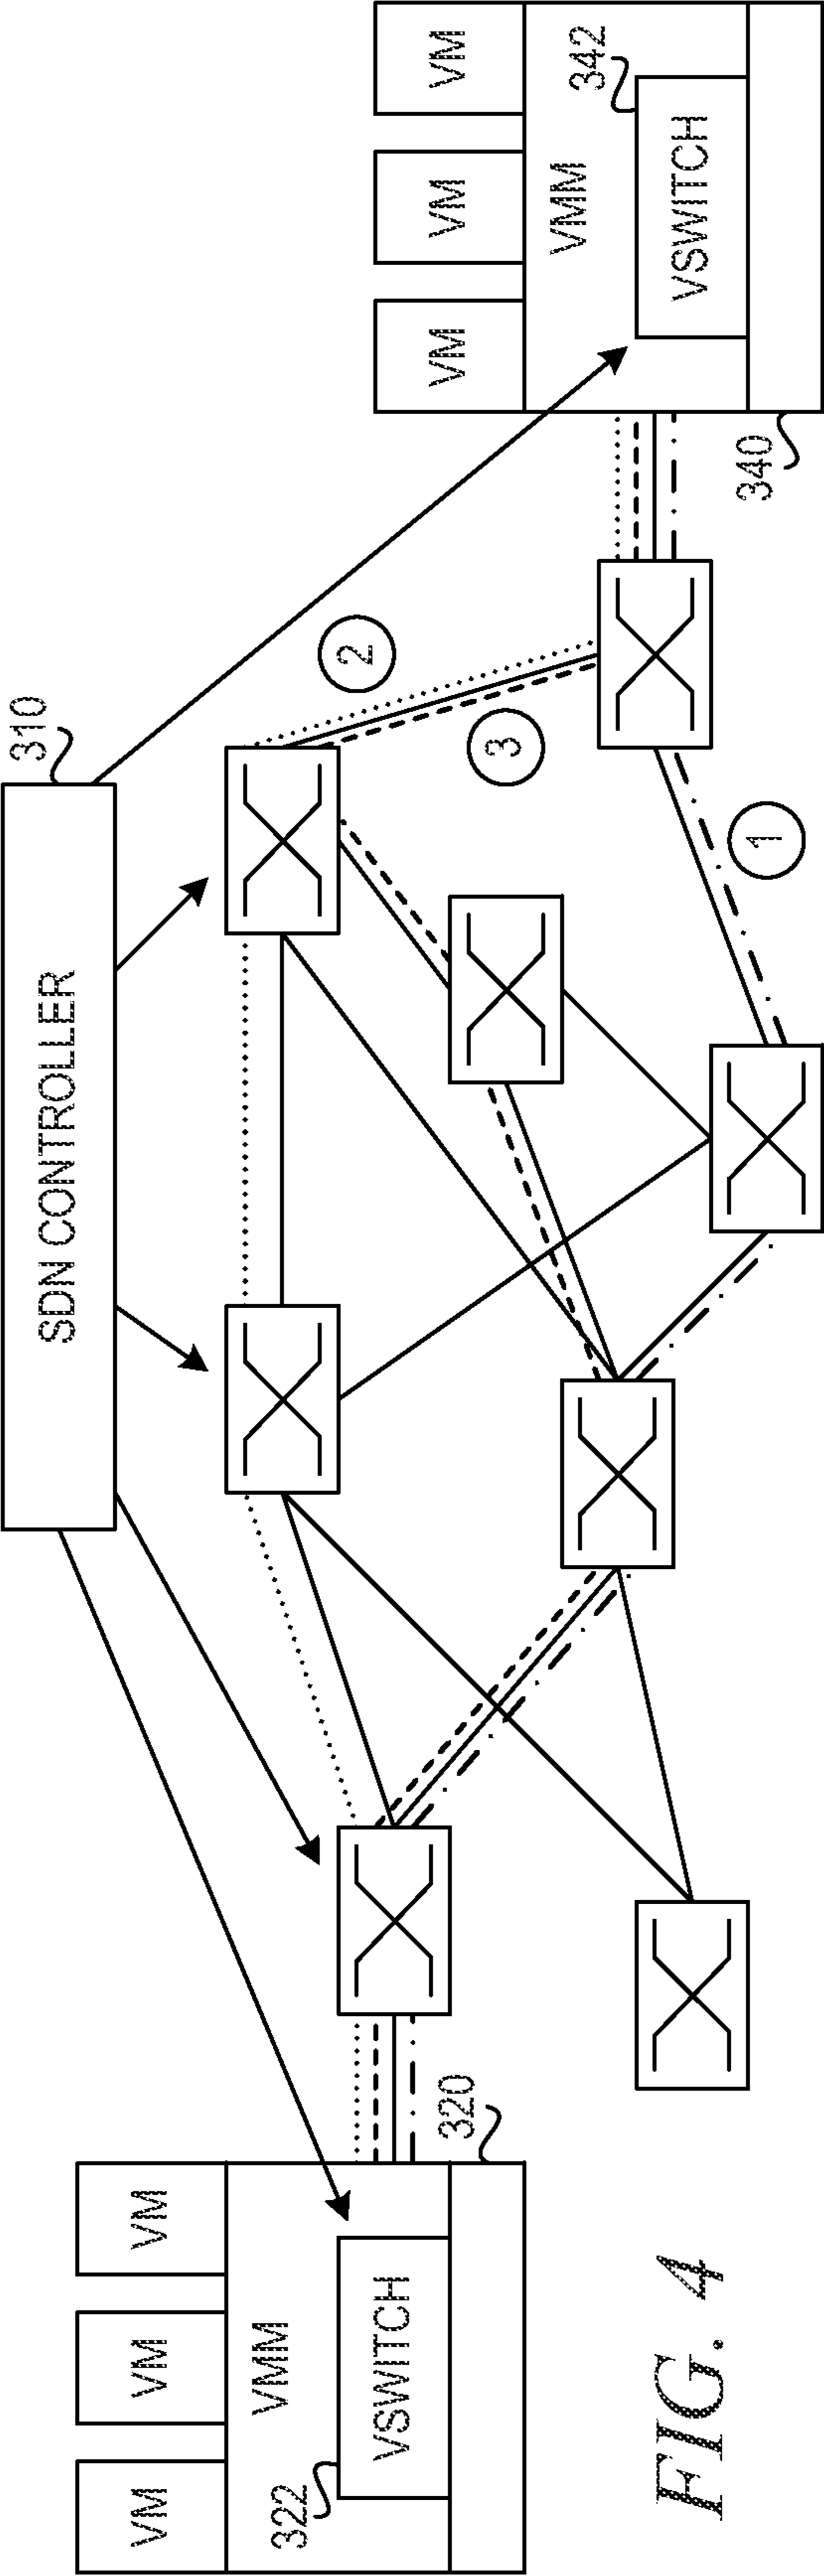 310
SDN CONTROLLER
VM
VM
VM
VMM
322
VSWITCH
320
2
3
1
VM
VM
VM
VMM
342
VSWITCH
340
FIG. 4